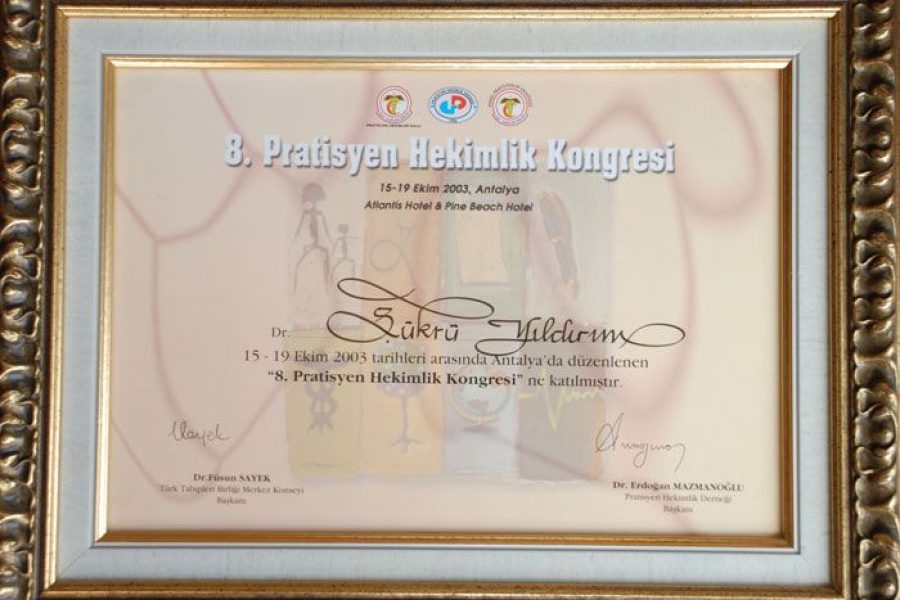 8. Pratisyen Hekimlik Kongresi
15-19 Ekim 2003, Antalya
Atlantis Hotel & Pine Beach Hotel
Dr. Şükrü Yıldırım
15 - 19 Ekim 2003 tarihleri arasında Antalya'da düzenlenen
“8. Pratisyen Hekimlik Kongresi” ne katılmıştır.
Dr.Füsun SAYEK
Türk Tabipleri Birliği Merkez Konseyi
Başkanı
Dr. Erdoğan MAZMANOĞLU
Pratisyen Hekimlik Derneği
Başkanı